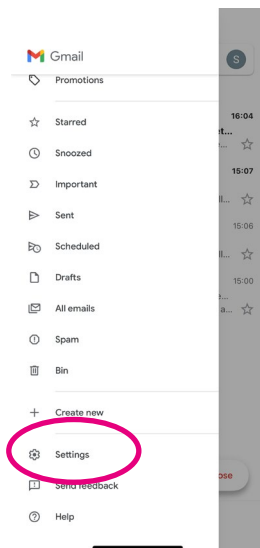 Gmail
S
Promotions
16:04
Starred
Snoozed
15:07
Important
Sent
15:06
Scheduled
Drafts
15:00
All emails
Spam
Bin
Create new
Settings
Send feedback
Help